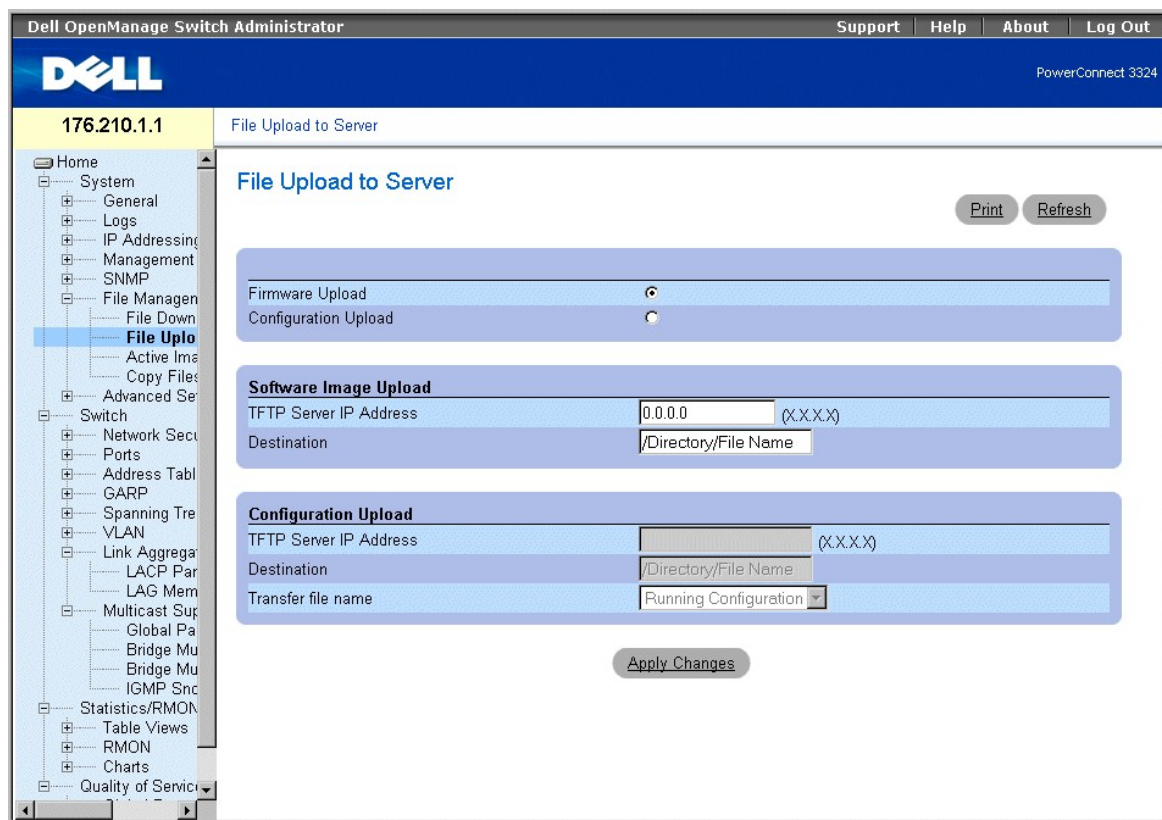 Dell OpenManage Switch Administrator
Support | Help | About | Log Out
DELL
PowerConnect 3324
176.210.1.1
File Upload to Server
Home
System
General
Logs
IP Addressing
Management
SNMP
File Managen
File Down
File Uplo
Active Ima
Copy Files
Advanced Se
Switch
Network Secu
Ports
Address Tabl
GARP
Spanning Tre
VLAN
Link Aggrega
LACP Par
LAG Mem
Multicast Sup
Global Pa
Bridge Mu
Bridge Mu
IGMP Sno
Statistics/RMON
Table Views
RMON
Charts
Quality of Servic
File Upload to Server
Print
Refresh
Firmware Upload
Configuration Upload
Software Image Upload
TFTP Server IP Address 0.0.0.0 (X.X.X.X)
Destination /Directory/File Name
Configuration Upload
TFTP Server IP Address (X.X.X.X)
Destination /Directory/File Name
Transfer file name Running Configuration
Apply Changes